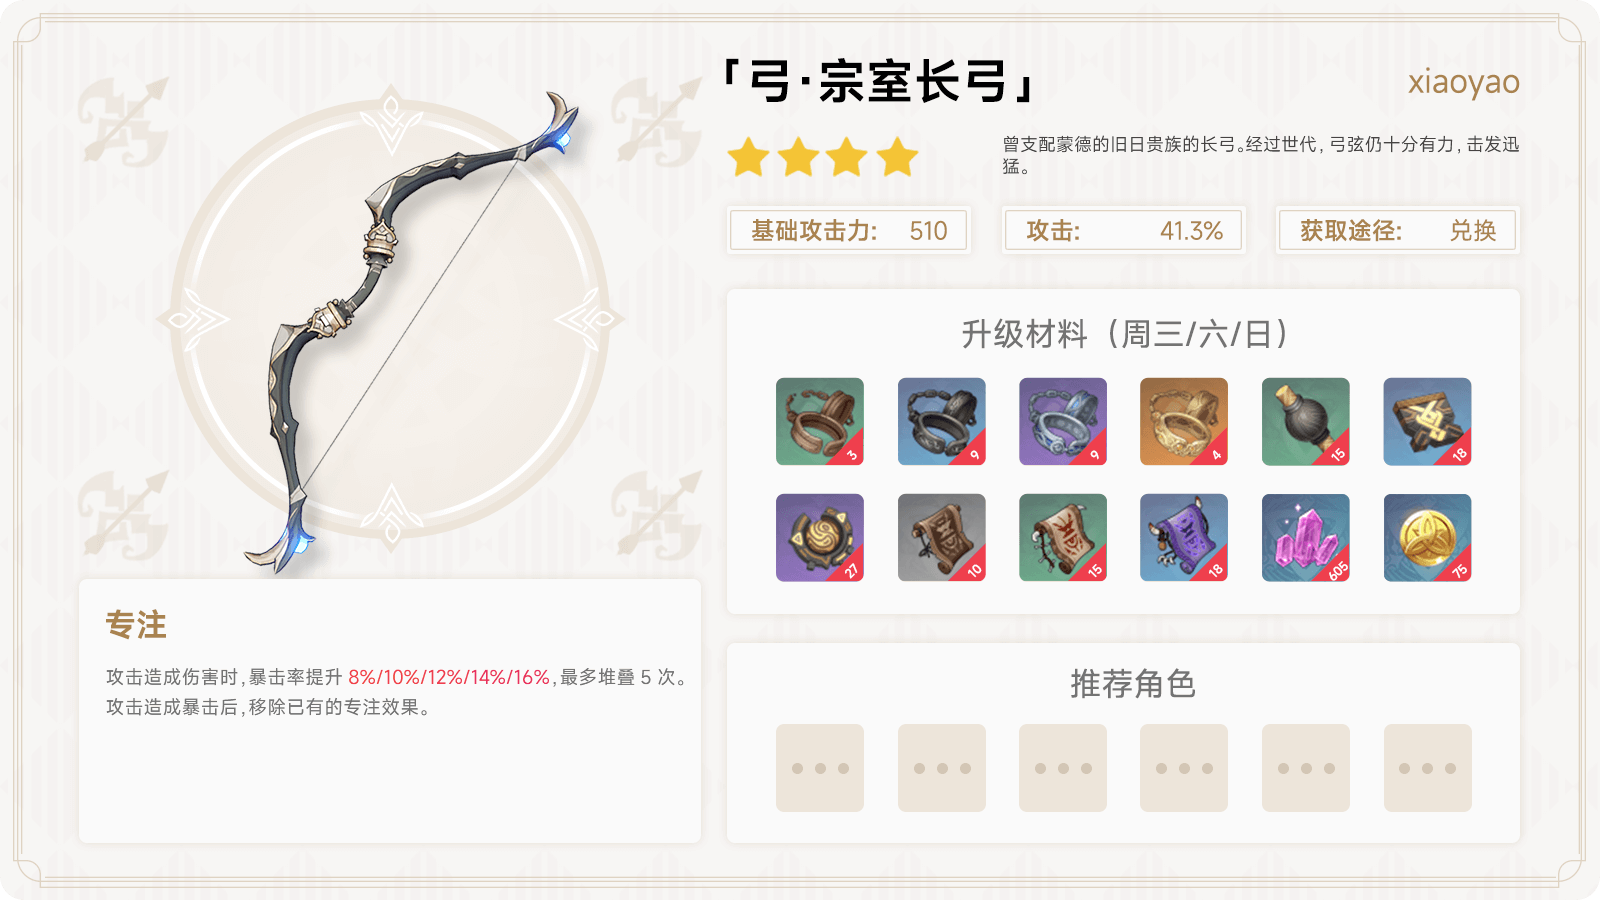 「弓·宗室长弓」
xiaoyao
曾支配蒙德的旧日贵族的长弓。经过世代, 弓弦仍十分有力, 击发迅
猛。
基础攻击力: 510
攻击: 41.3%
获取途径: 兑换
升级材料（周三/六/日）
3
9
9
4
15
18
27
10
15
18
605
75
专注
攻击造成伤害时,暴击率提升 8%/10%/12%/14%/16%,最多堆叠 5 次。
攻击造成暴击后,移除已有的专注效果。
推荐角色